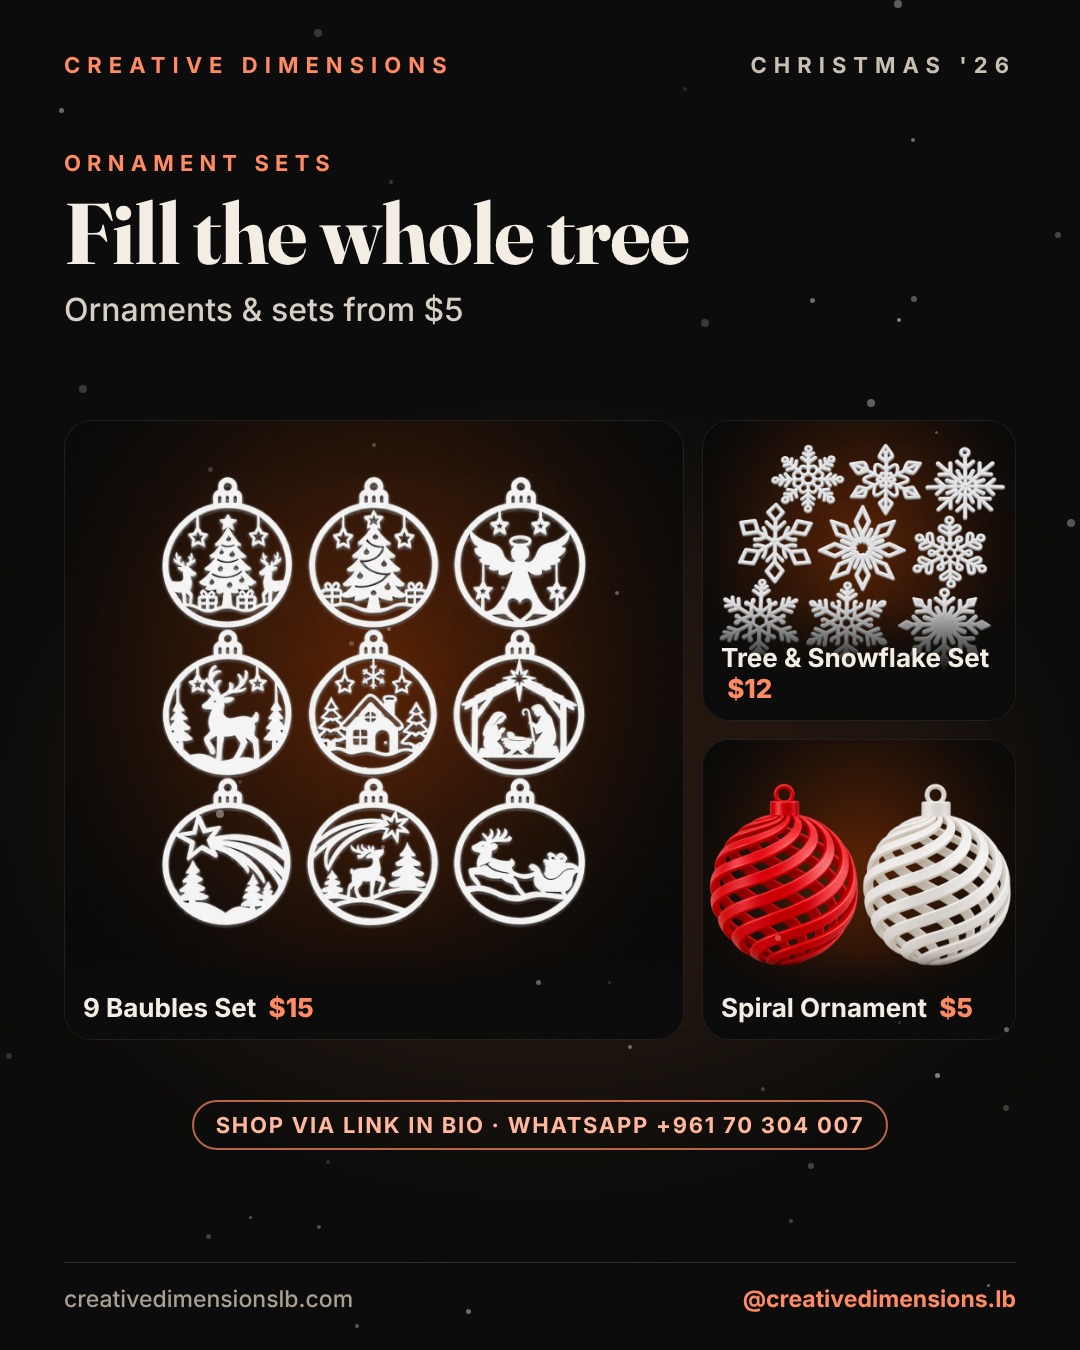 CREATIVE DIMENSIONS
CHRISTMAS '26
ORNAMENT SETS
Fill the whole tree
Ornaments & sets from $5
Tree & Snowflake Set
$12
9 Baubles Set $15
Spiral Ornament $5
SHOP VIA LINK IN BIO · WHATSAPP +961 70 304 007
creativedimensionslb.com
@creativedimensions.lb